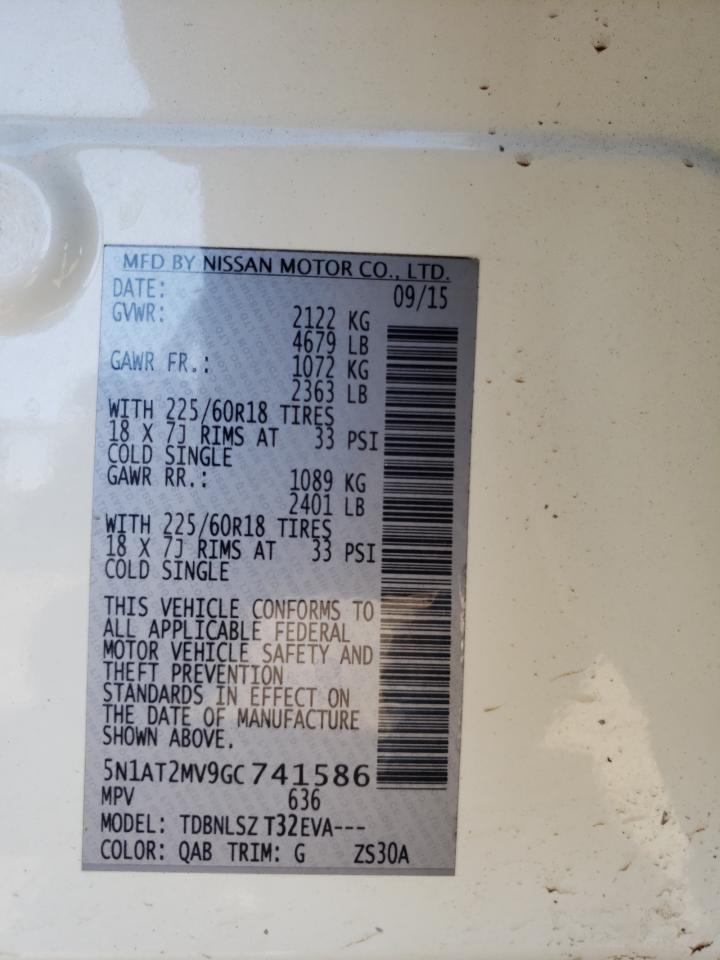 MFD BY NISSAN MOTOR CO., LTD.
DATE: 09/15
GVWR: 2122 KG
4679 LB
GAWR FR.: 1072 KG
2363 LB
WITH 225/60R18 TIRES
18 X 7J RIMS AT 33 PSI
COLD SINGLE
GAWR RR.: 1089 KG
2401 LB
WITH 225/60R18 TIRES
18 X 7J RIMS AT 33 PSI
COLD SINGLE
THIS VEHICLE CONFORMS TO
ALL APPLICABLE FEDERAL
MOTOR VEHICLE SAFETY AND
THEFT PREVENTION
STANDARDS IN EFFECT ON
THE DATE OF MANUFACTURE
SHOWN ABOVE.
5N1AT2MV9GC741586
MPV 636
MODEL: TDBNLSZ T32EVA---
COLOR: QAB TRIM: G ZS30A